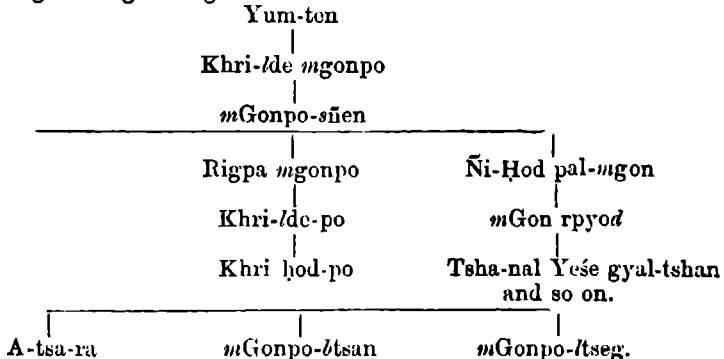 Yum-ten
Khri-lde mgonpo
mGonpo-sñen
Rigpa mgonpo Ñi-Ḥod pal-mgon
Khri-lde-po mGon rpyod
Khri ḥod-po Tsha-nal Yeśe gyal-tshan
and so on.
A-tsa-ra mGonpo-btsan mGonpo-ltseg.